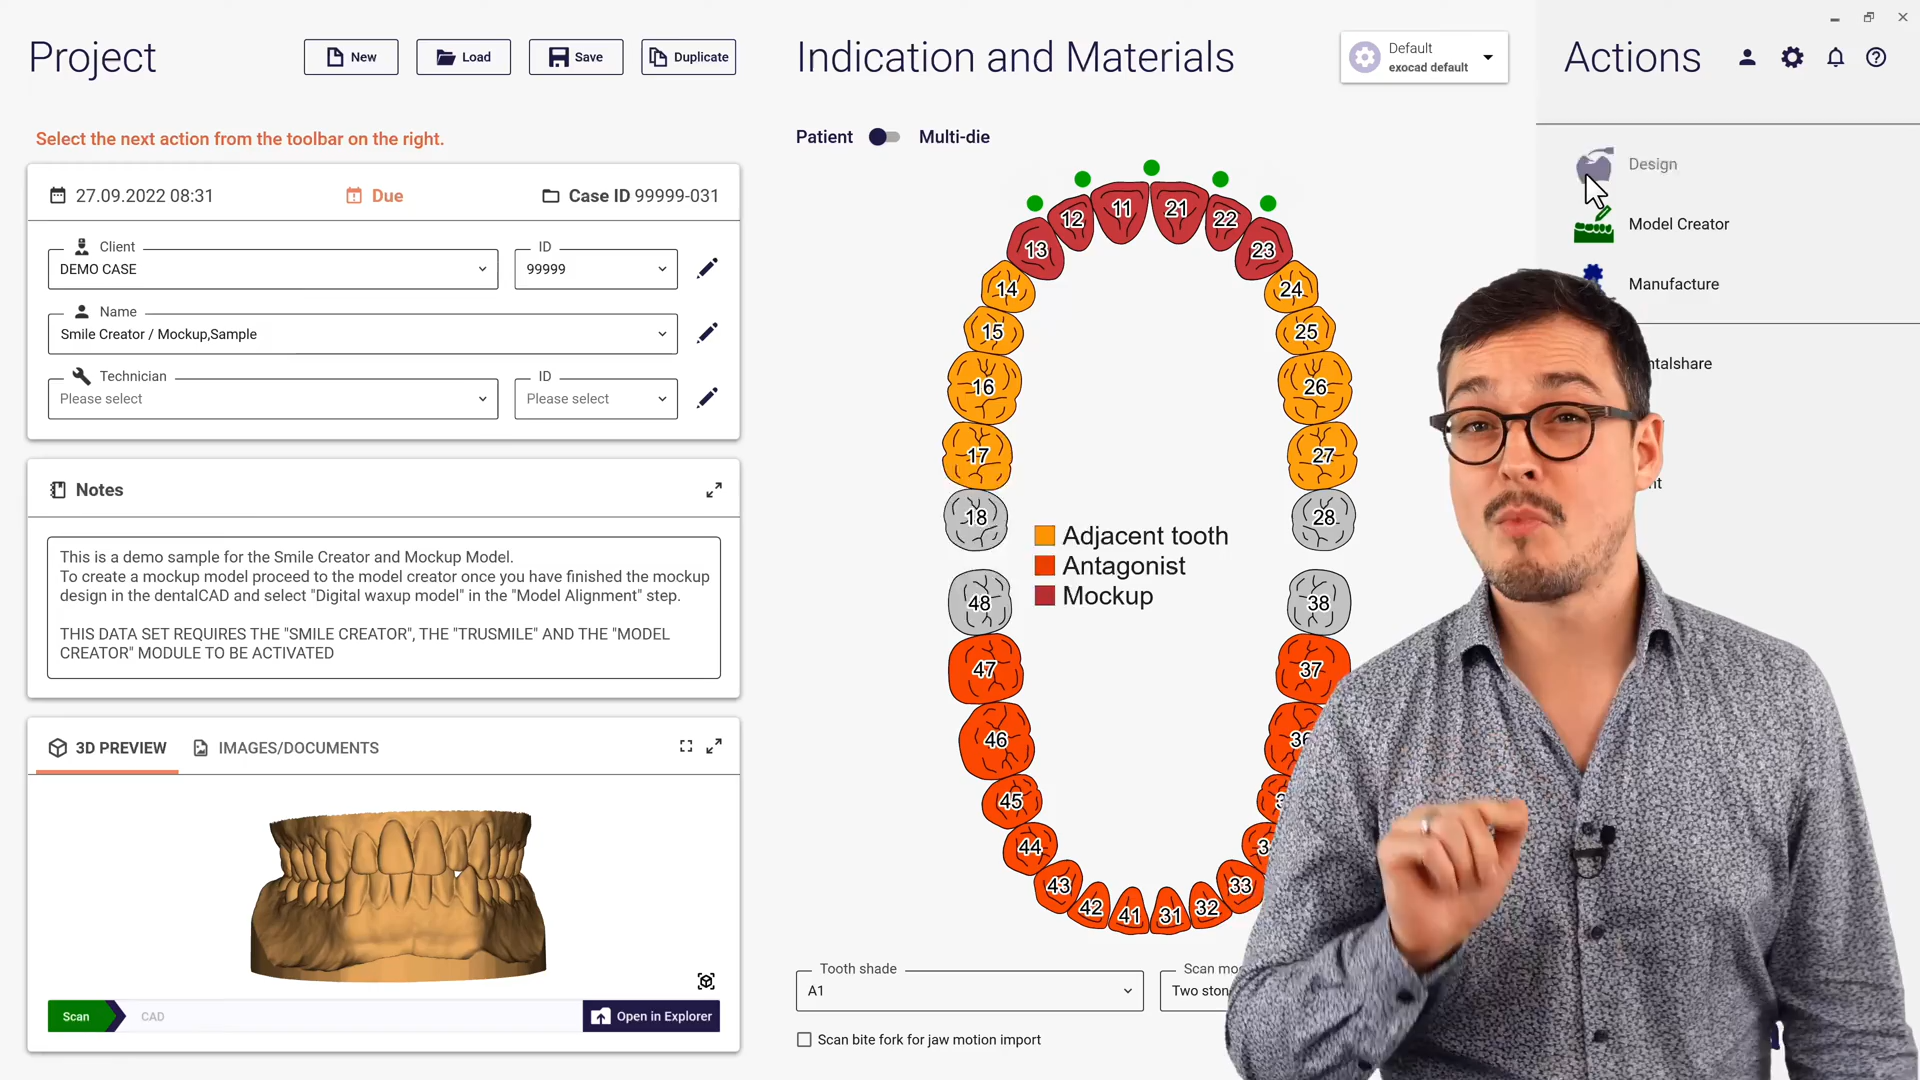 Project
New
Load
Save
Duplicate
Indication and Materials
Default
exocad default
Actions
Select the next action from the toolbar on the right.
Patient
Multi-die
Design
Model Creator
Manufacture
27.09.2022 08:31
Due
Case ID 99999-031
Client
DEMO CASE
ID
99999
Name
Smile Creator / Mockup,Sample
Technician
Please select
ID
Please select
Notes
This is a demo sample for the Smile Creator and Mockup Model.
To create a mockup model proceed to the model creator once you have finished the mockup
design in the dentalCAD and select "Digital waxup model" in the "Model Alignment" step.
THIS DATA SET REQUIRES THE "SMILE CREATOR", THE "TRUSMILE" AND THE "MODEL
CREATOR" MODULE TO BE ACTIVATED
3D PREVIEW
IMAGES/DOCUMENTS
Scan
CAD
Open in Explorer
11
21
12
22
13
23
14
24
15
25
16
26
17
27
18
28
Adjacent tooth
Antagonist
Mockup
48
38
47
37
46
45
44
43
33
42
41
31
32
Tooth shade
A1
Scan
Two
Scan bite fork for jaw motion import